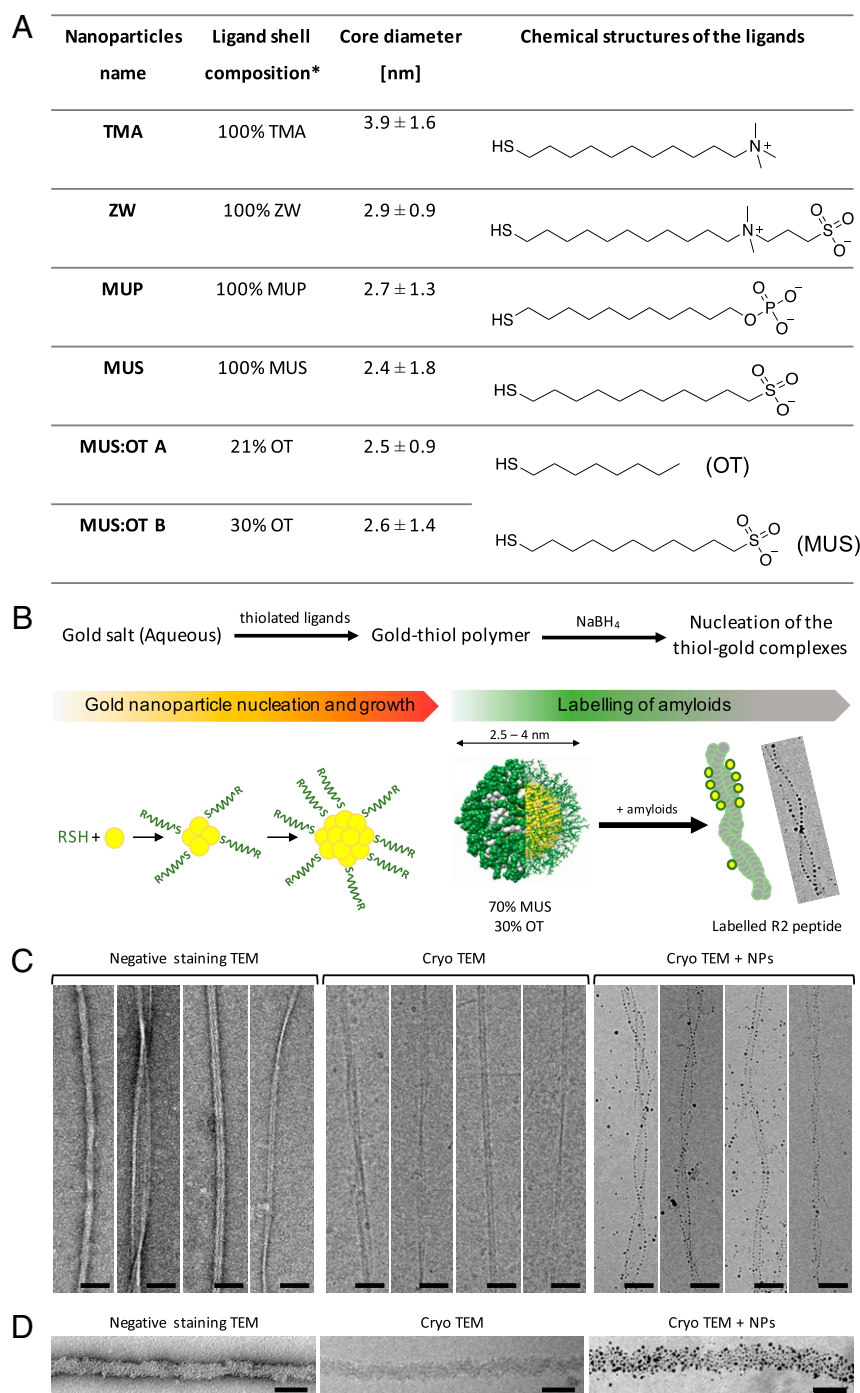 A
Nanoparticles name
Ligand shell composition*
Core diameter [nm]
Chemical structures of the ligands
TMA
100% TMA
3.9 ± 1.6
HS
N
+
ZW
100% ZW
2.9 ± 0.9
HS
N
+
O
O
S
O
−
MUP
100% MUP
2.7 ± 1.3
HS
O
O
P
O
−
O
−
MUS
100% MUS
2.4 ± 1.8
HS
O
O
S
O
−
MUS:OT A
21% OT
2.5 ± 0.9
HS
(OT)
MUS:OT B
30% OT
2.6 ± 1.4
HS
O
O
S
O
−
(MUS)
B
Gold salt (Aqueous)
thiolated ligands
Gold-thiol polymer
NaBH4
Nucleation of the
thiol-gold complexes
Gold nanoparticle nucleation and growth
Labelling of amyloids
2.5 – 4 nm
RSH +
R
S
S
R
R
S
S
R
R
S
R
S
R
S
S
R
R
S
S
R
S
R
+ amyloids
70% MUS
30% OT
Labelled R2 peptide
C
Negative staining TEM
Cryo TEM
Cryo TEM + NPs
D
Negative staining TEM
Cryo TEM
Cryo TEM + NPs